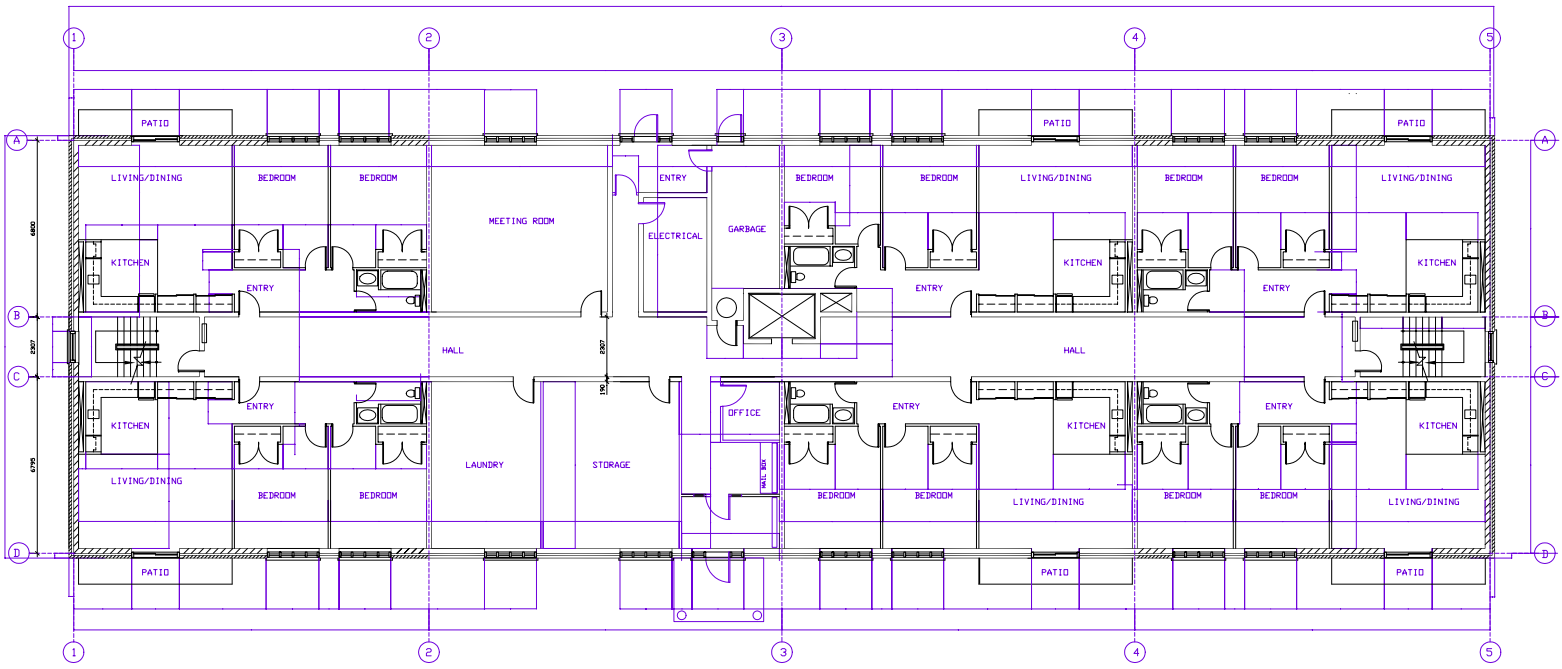 1 2 3 4 5
PATIO PATIO PATIO
A A
LIVING/DINING BEDROOM BEDROOM ENTRY BEDROOM BEDROOM LIVING/DINING BEDROOM BEDROOM LIVING/DINING
MEETING ROOM
6800
ELECTRICAL GARBAGE
KITCHEN KITCHEN KITCHEN
ENTRY ENTRY ENTRY
B B
2307 2307
HALL HALL
C C
190
ENTRY ENTRY ENTRY
OFFICE
KITCHEN KITCHEN KITCHEN
6795
LAUNDRY STORAGE
MAIL BOX
LIVING/DINING
BEDROOM BEDROOM BEDROOM BEDROOM LIVING/DINING BEDROOM BEDROOM LIVING/DINING
D D
PATIO PATIO PATIO
1 2 3 4 5